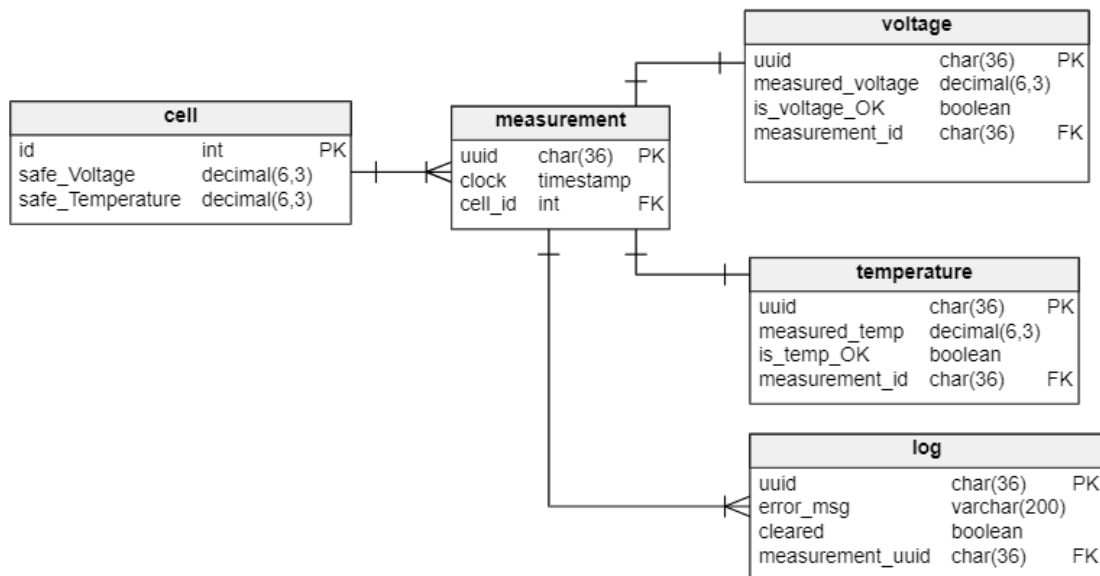 cell
id int PK
safe_Voltage decimal(6,3)
safe_Temperature decimal(6,3)
measurement
uuid char(36) PK
clock timestamp
cell_id int FK
voltage
uuid char(36) PK
measured_voltage decimal(6,3)
is_voltage_OK boolean
measurement_id char(36) FK
temperature
uuid char(36) PK
measured_temp decimal(6,3)
is_temp_OK boolean
measurement_id char(36) FK
log
uuid char(36) PK
error_msg varchar(200)
cleared boolean
measurement_uuid char(36) FK